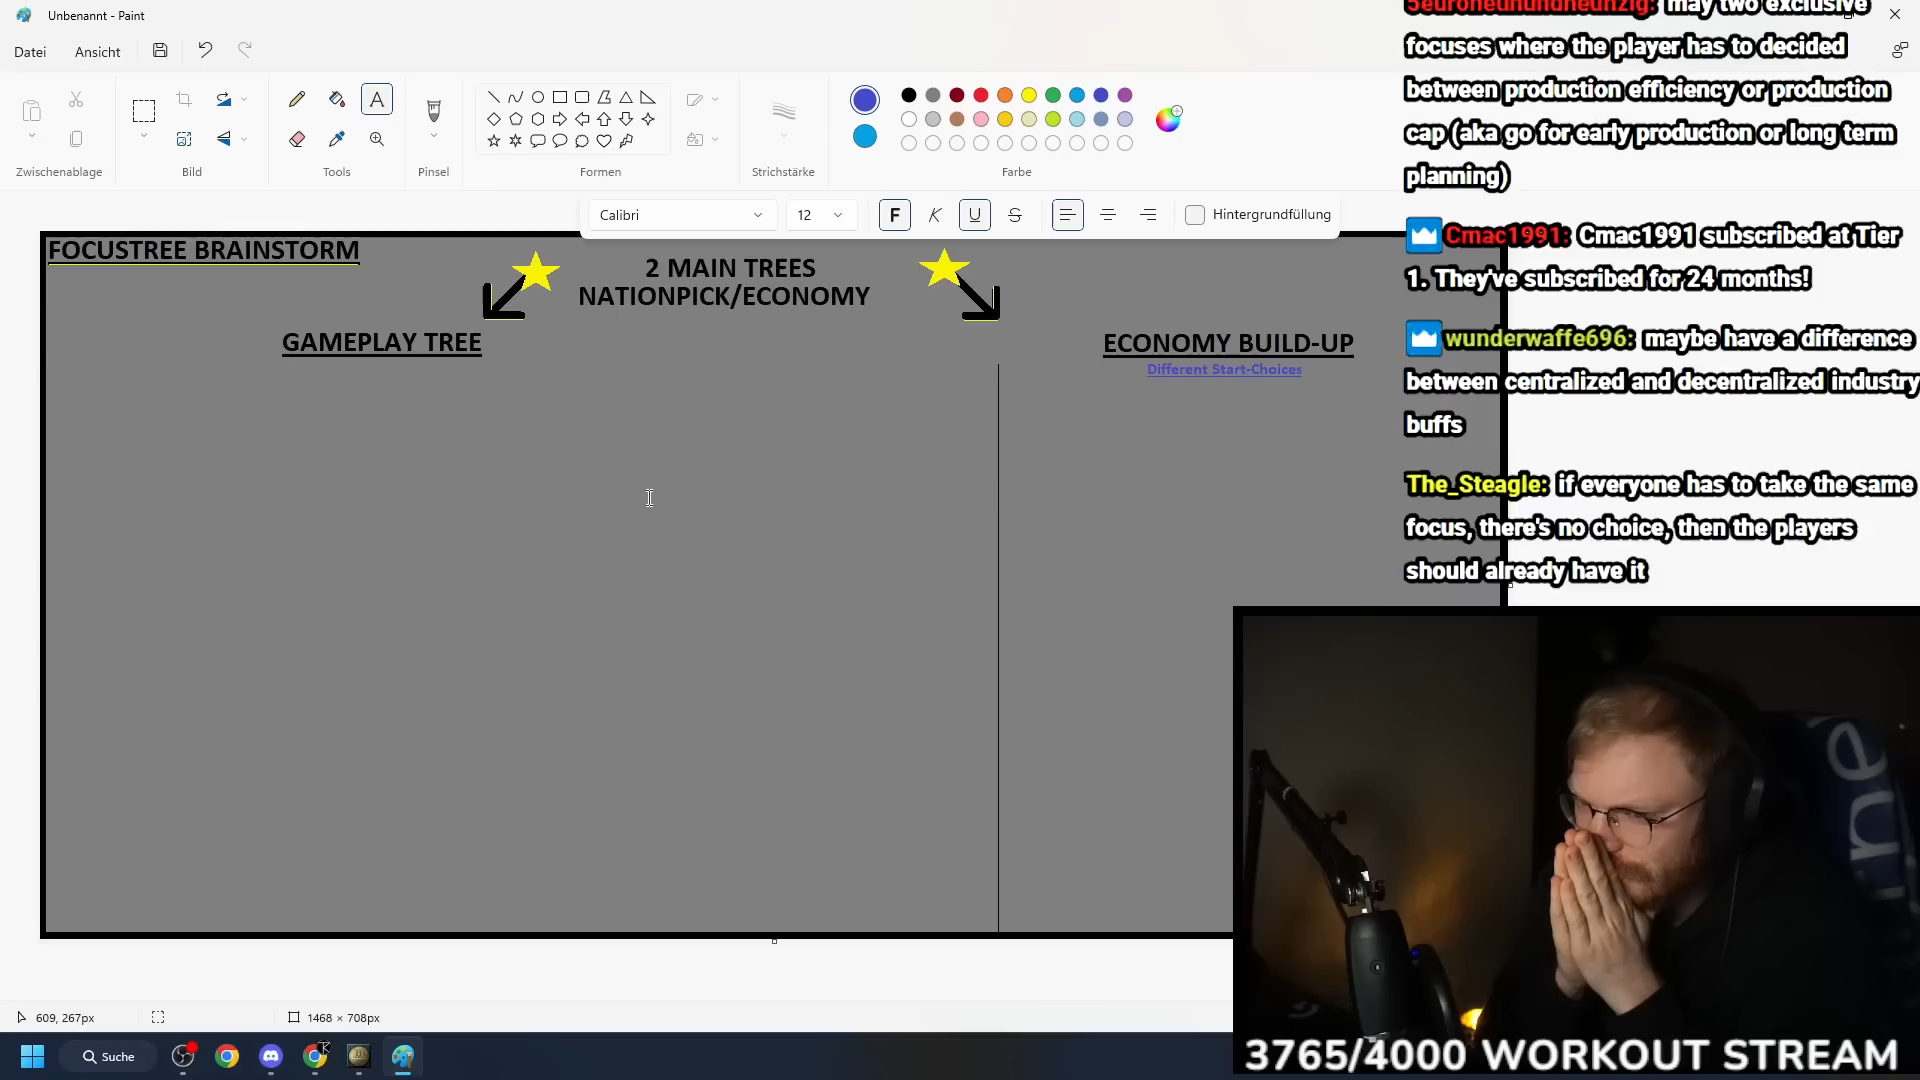 Unbenannt - Paint
Datei
Ansicht
Zwischenablage
Bild
Tools
Pinsel
Formen
Strichstärke
Farbe
Calibri
12
F
K
U
S
Hintergrundfüllung
FOCUSTREE BRAINSTORM
2 MAIN TREES
NATIONPICK/ECONOMY
GAMEPLAY TREE
ECONOMY BUILD-UP
Different Start-Choices
5euroneunundneunzig: may two exclusive
focuses where the player has to decided
between production efficiency or production
cap (aka go for early production or long term
planning)
Cmac1991: Cmac1991 subscribed at Tier
1. They've subscribed for 24 months!
wunderwaffe696: maybe have a difference
between centralized and decentralized industry
buffs
The_Steagle: if everyone has to take the same
focus, there's no choice, then the players
should already have it
609, 267px
1468 × 708px
Suche
3765/4000 WORKOUT STREAM